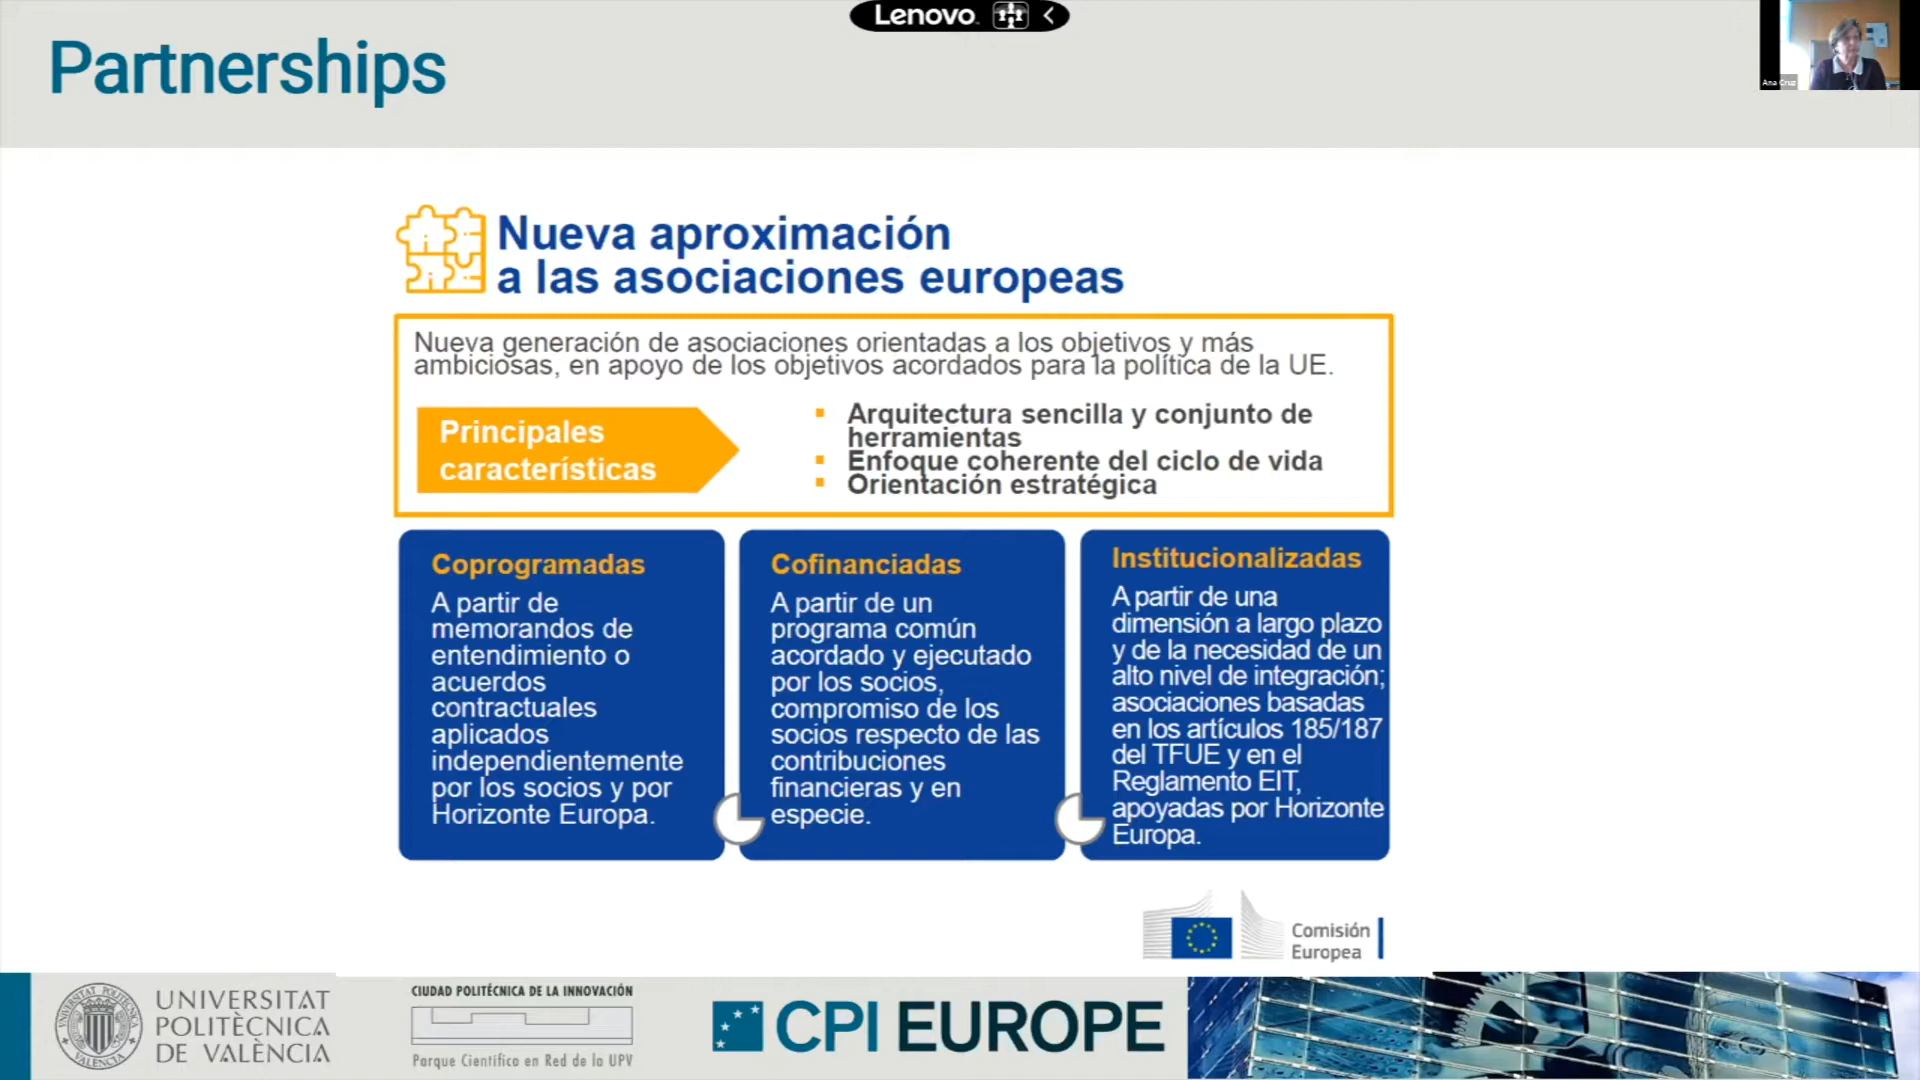 Lenovo
Partnerships
Ana Cruz
Nueva aproximación
a las asociaciones europeas
Nueva generación de asociaciones orientadas a los objetivos y más
ambiciosas, en apoyo de los objetivos acordados para la política de la UE.
Principales
características
Arquitectura sencilla y conjunto de
herramientas
Enfoque coherente del ciclo de vida
Orientación estratégica
Coprogramadas
A partir de
memorandos de
entendimiento o
acuerdos
contractuales
aplicados
independientemente
por los socios y por
Horizonte Europa.
Cofinanciadas
A partir de un
programa común
acordado y ejecutado
por los socios,
compromiso de los
socios respecto de las
contribuciones
financieras y en
especie.
Institucionalizadas
A partir de una
dimensión a largo plazo
y de la necesidad de un
alto nivel de integración;
asociaciones basadas
en los artículos 185/187
del TFUE y en el
Reglamento EIT,
apoyadas por Horizonte
Europa.
Comisión
Europea
UNIVERSITAT
POLITÈCNICA
DE VALÈNCIA
CIUDAD POLITÉCNICA DE LA INNOVACIÓN
Parque Científico en Red de la UPV
CPI EUROPE